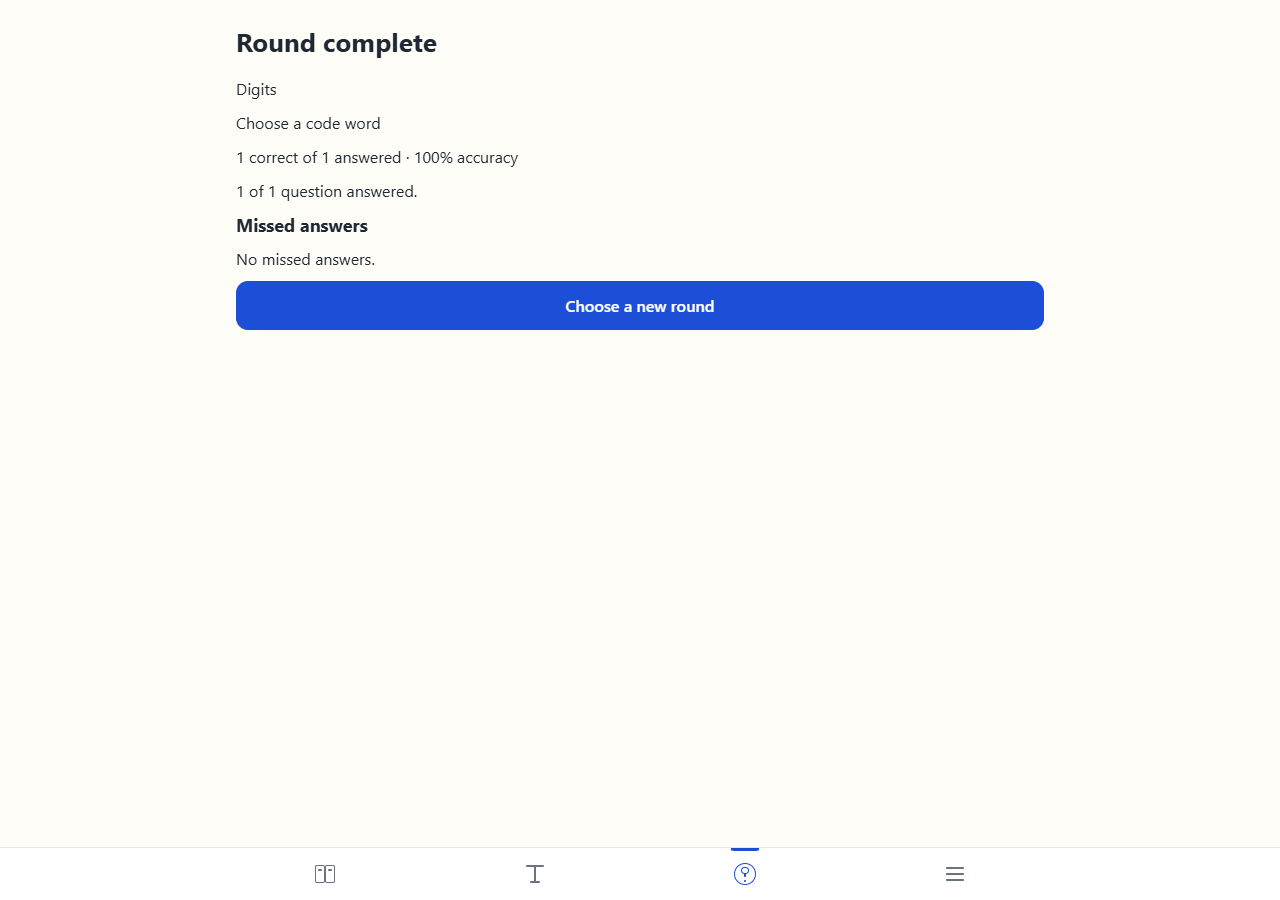 Round complete
Digits
Choose a code word
1 correct of 1 answered · 100% accuracy
1 of 1 question answered.
Missed answers
No missed answers.
Choose a new round